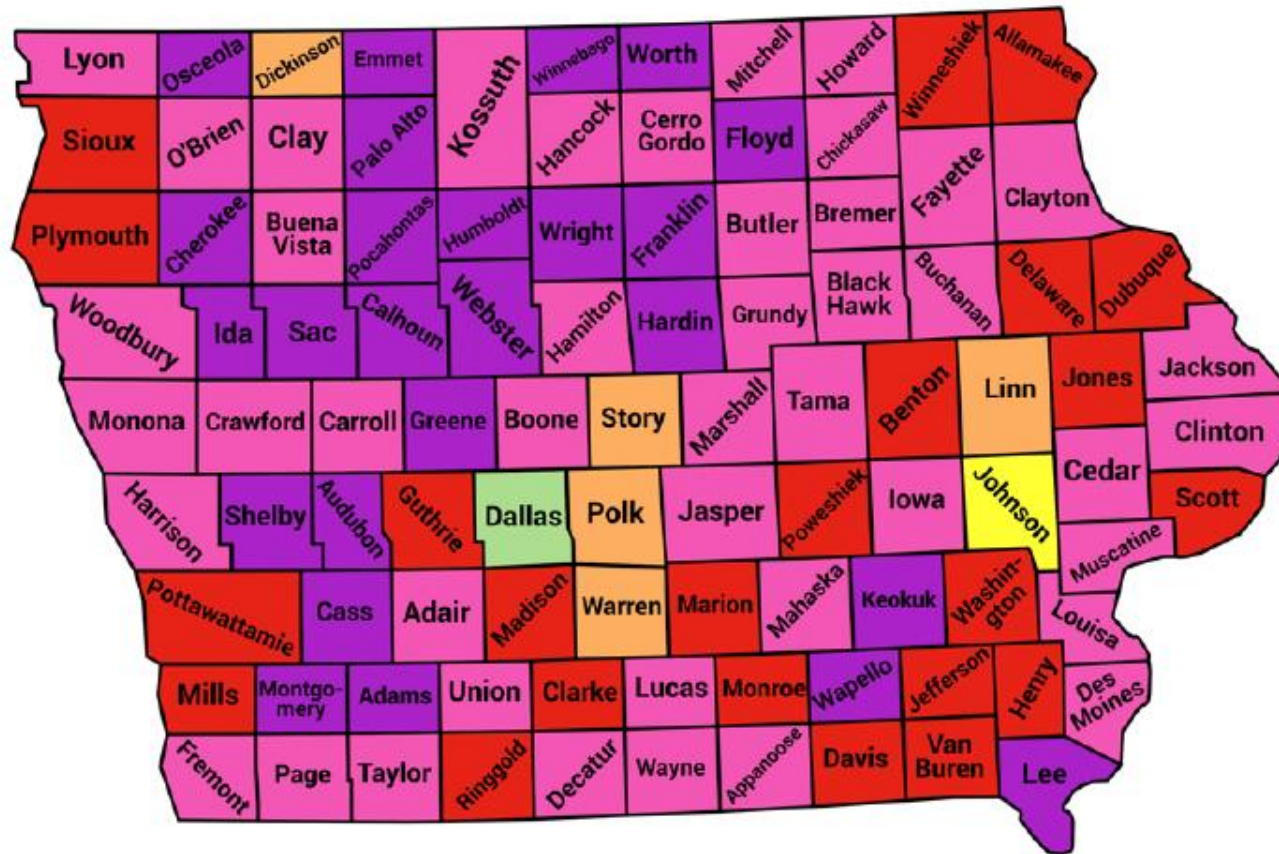 Lyon
Osceola
Dickinson
Emmet
Kossuth
Winnebago
Worth
Mitchell
Howard
Winneshiek
Allamakee
Sioux
O'Brien
Clay
Palo Alto
Hancock
Cerro
Gordo
Floyd
Chickasaw
Fayette
Clayton
Plymouth
Cherokee
Buena
Vista
Pocahontas
Humboldt
Wright
Franklin
Butler
Bremer
Woodbury
Ida
Sac
Calhoun
Webster
Hamilton
Hardin
Grundy
Black
Hawk
Buchanan
Delaware
Dubuque
Monona
Crawford
Carroll
Greene
Boone
Story
Marshall
Tama
Benton
Linn
Jones
Jackson
Clinton
Harrison
Shelby
Audubon
Guthrie
Dallas
Polk
Jasper
Poweshiek
Iowa
Johnson
Cedar
Scott
Muscatine
Pottawattamie
Cass
Adair
Madison
Warren
Marion
Mahaska
Keokuk
Washin-
gton
Louisa
Mills
Montgo-
mery
Adams
Union
Clarke
Lucas
Monroe
Wapello
Jefferson
Henry
Des
Moines
Fremont
Page
Taylor
Ringgold
Decatur
Wayne
Appanoose
Davis
Van
Buren
Lee